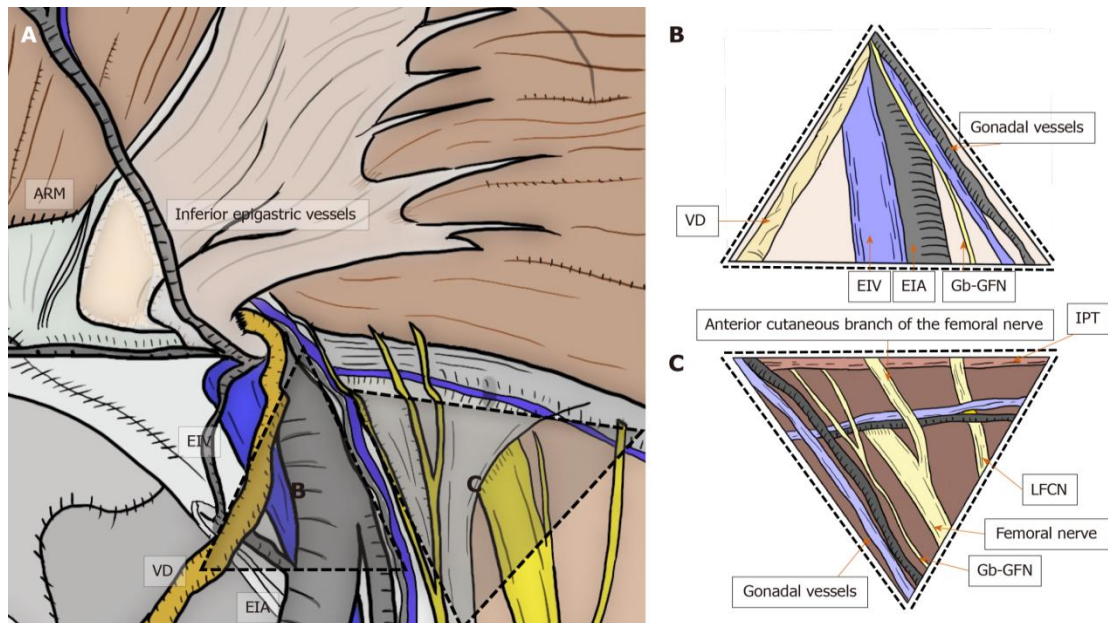 A
ARM
Inferior epigastric vessels
EIV
B
C
VD
EIA
B
Gonadal vessels
VD
EIV
EIA
Gb-GFN
Anterior cutaneous branch of the femoral nerve
IPT
C
LFCN
Femoral nerve
Gb-GFN
Gonadal vessels